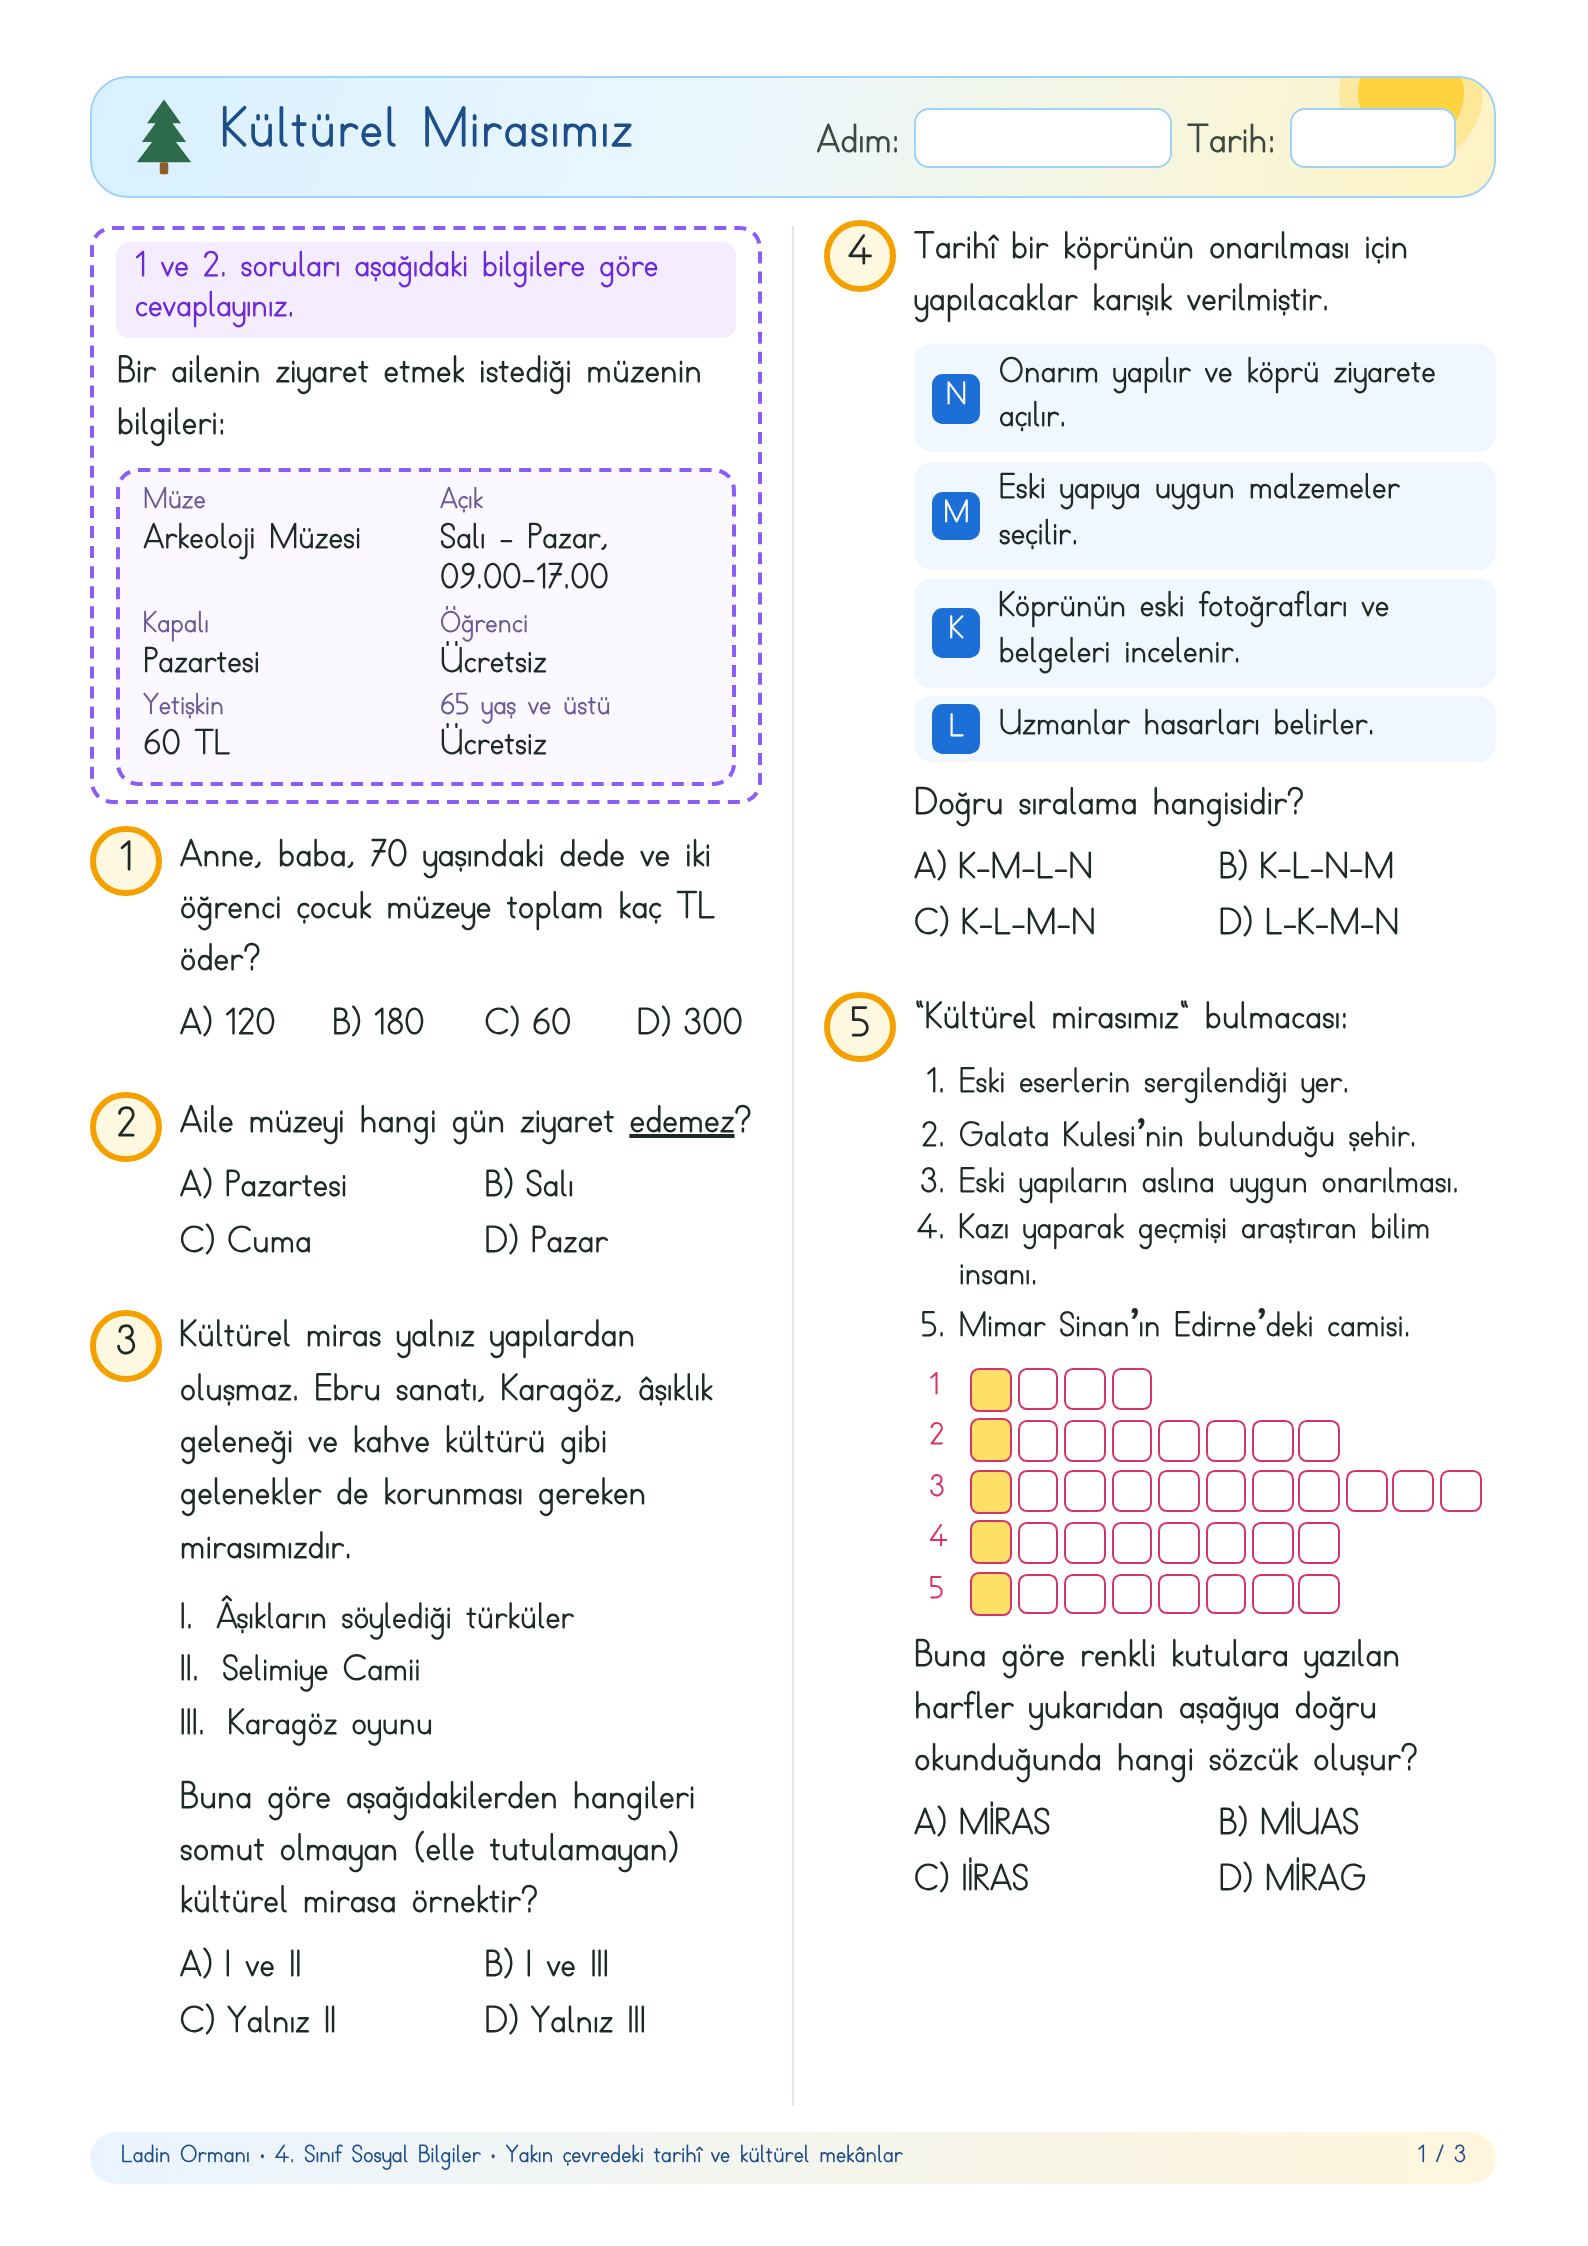 Kültürel Mirasımız
Adım:
Tarih:
1 ve 2. soruları aşağıdaki bilgilere göre
cevaplayınız.
Bir ailenin ziyaret etmek istediği müzenin
bilgileri:
Müze
Arkeoloji Müzesi
Açık
Salı - Pazar,
09.00-17.00
Kapalı
Pazartesi
Öğrenci
Ücretsiz
Yetişkin
60 TL
65 yaş ve üstü
Ücretsiz
1
Anne, baba, 70 yaşındaki dede ve iki
öğrenci çocuk müzeye toplam kaç TL
öder?
A) 120 B) 180 C) 60 D) 300
2
Aile müzeyi hangi gün ziyaret edemez?
A) Pazartesi B) Salı
C) Cuma D) Pazar
3
Kültürel miras yalnız yapılardan
oluşmaz. Ebru sanatı, Karagöz, âşıklık
geleneği ve kahve kültürü gibi
gelenekler de korunması gereken
mirasımızdır.
I. Âşıkların söylediği türküler
II. Selimiye Camii
III. Karagöz oyunu
Buna göre aşağıdakilerden hangileri
somut olmayan (elle tutulamayan)
kültürel mirasa örnektir?
A) I ve II B) I ve III
C) Yalnız II D) Yalnız III
4
Tarihî bir köprünün onarılması için
yapılacaklar karışık verilmiştir.
N
Onarım yapılır ve köprü ziyarete
açılır.
M
Eski yapıya uygun malzemeler
seçilir.
K
Köprünün eski fotoğrafları ve
belgeleri incelenir.
L
Uzmanlar hasarları belirler.
Doğru sıralama hangisidir?
A) K-M-L-N B) K-L-N-M
C) K-L-M-N D) L-K-M-N
5
“Kültürel mirasımız“ bulmacası:
1. Eski eserlerin sergilendiği yer.
2. Galata Kulesi’nin bulunduğu şehir.
3. Eski yapıların aslına uygun onarılması.
4. Kazı yaparak geçmişi araştıran bilim
insanı.
5. Mimar Sinan’ın Edirne’deki camisi.
1
2
3
4
5
Buna göre renkli kutulara yazılan
harfler yukarıdan aşağıya doğru
okunduğunda hangi sözcük oluşur?
A) MİRAS B) MİUAS
C) IİRAS D) MİRAG
Ladin Ormanı • 4. Sınıf Sosyal Bilgiler • Yakın çevredeki tarihî ve kültürel mekânlar
1 / 3